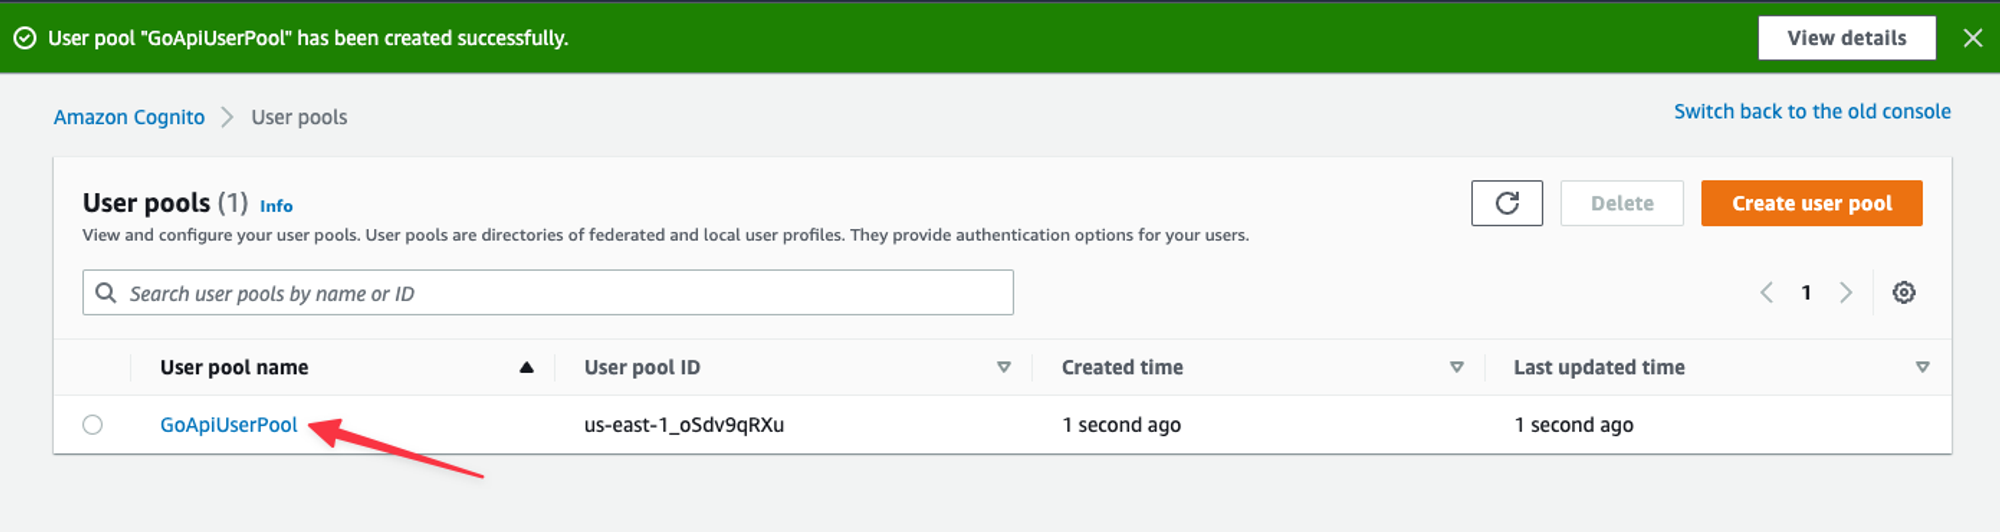 User pool "GoApiUserPool" has been created successfully.
View details
Amazon Cognito
User pools
Switch back to the old console
User pools (1) Info
View and configure your user pools. User pools are directories of federated and local user profiles. They provide authentication options for your users.
Delete
Create user pool
Search user pools by name or ID
1
User pool name
User pool ID
Created time
Last updated time
GoApiUserPool
us-east-1_oSdv9qRXu
1 second ago
1 second ago